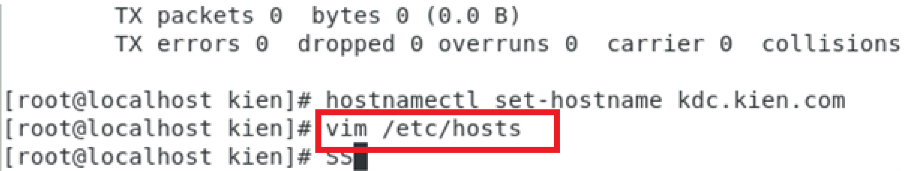 TX packets 0  bytes 0 (0.0 B)
TX errors 0  dropped 0 overruns 0  carrier 0  collisions
[root@localhost kien]# hostnamectl set-hostname kdc.kien.com
[root@localhost kien]# vim /etc/hosts
[root@localhost kien]# SS